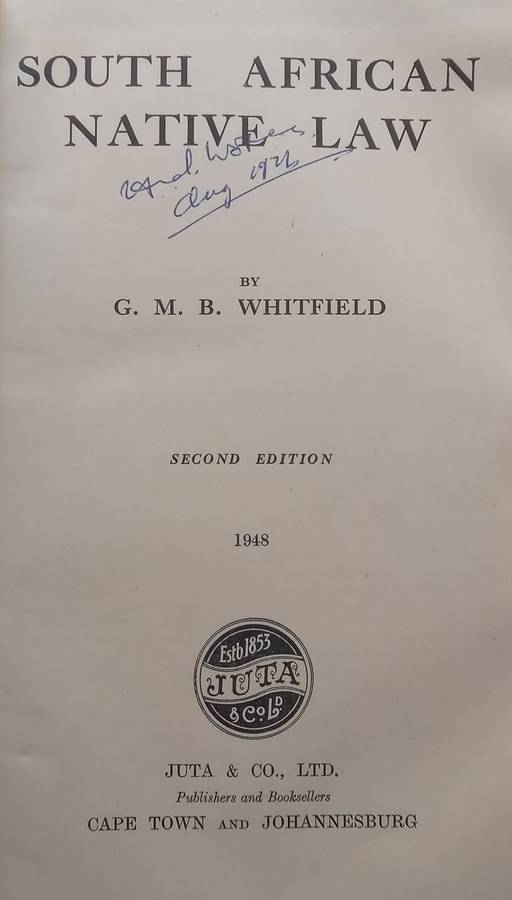 SOUTH AFRICAN
NATIVE LAW
Aug
BY
G. M. B. WHITFIELD
SECOND EDITION
1948
Estb 1853
JUTA
& Co. LD.
JUTA & CO., LTD.
Publishers and Booksellers
CAPE TOWN AND JOHANNESBURG